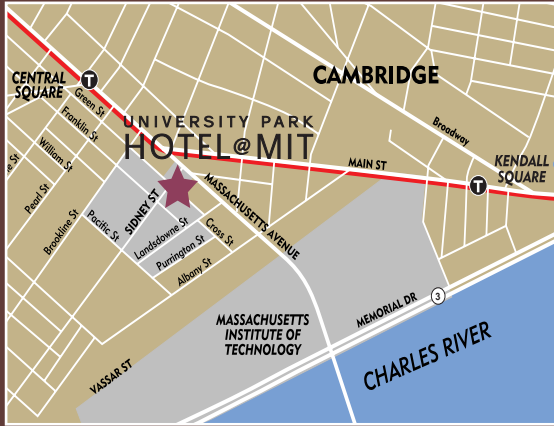 CENTRAL
SQUARE
T
Green St
Franklin St
William St
Pearl St
Brookline St
Pacific St
SIDNEY ST
UNIVERSITY PARK
HOTEL@MIT
CAMBRIDGE
Broadway
MAIN ST
KENDALL
SQUARE
T
MASSACHUSETTS AVENUE
Landsdowne St
Cross St
Purrington St
Albany St
VASSAR ST
MASSACHUSETTS
INSTITUTE OF
TECHNOLOGY
MEMORIAL DR
3
CHARLES RIVER